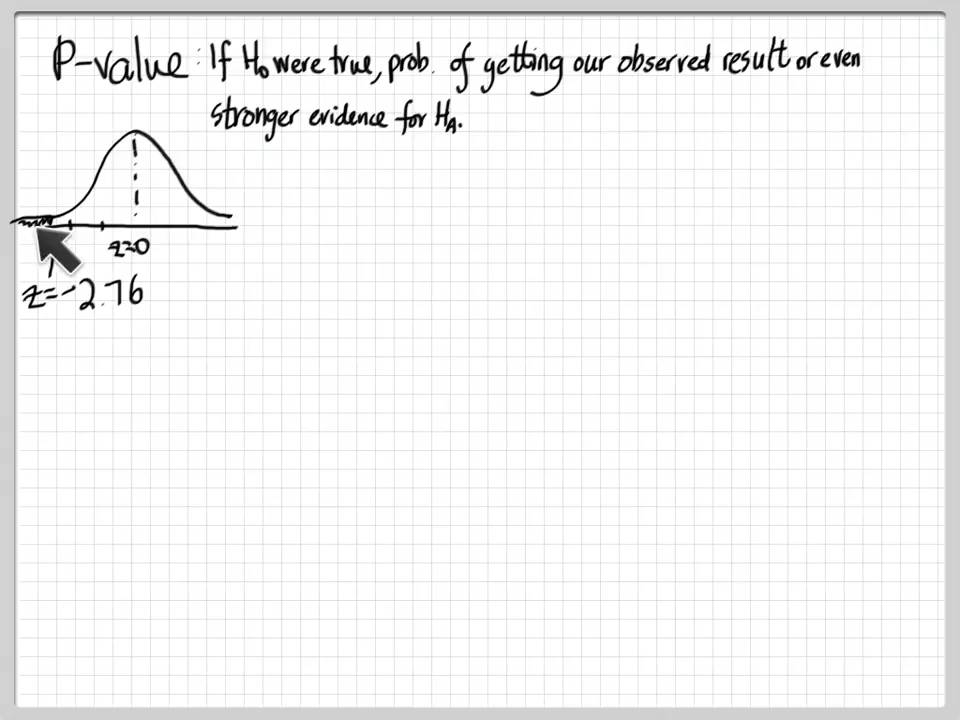 P-value: If H₀ were true, prob. of getting our observed result or even
stronger evidence for H_A.
z=0
z=-2.76